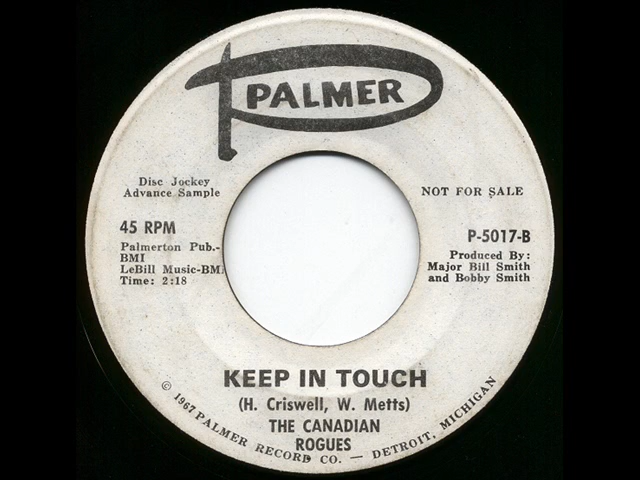 PALMER
Disc Jockey
Advance Sample
NOT FOR SALE
45 RPM
Palmerton Pub.-
BMI
LeBill Music-BMI
Time: 2:18
P-5017-B
Produced By:
Major Bill Smith
and Bobby Smith
KEEP IN TOUCH
(H. Criswell, W. Metts)
THE CANADIAN
ROGUES
© 1967 PALMER RECORD CO. — DETROIT, MICHIGAN